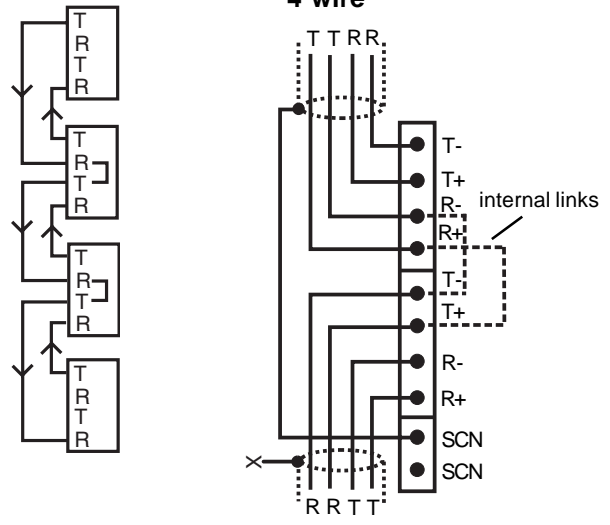 4 wire
T
R
T
R
T
R
T
R
T
R
T
R
T
R
T
R
T T R R
T-
T+
R-
R+
internal links
T-
T+
R-
R+
SCN
SCN
X
R R T T